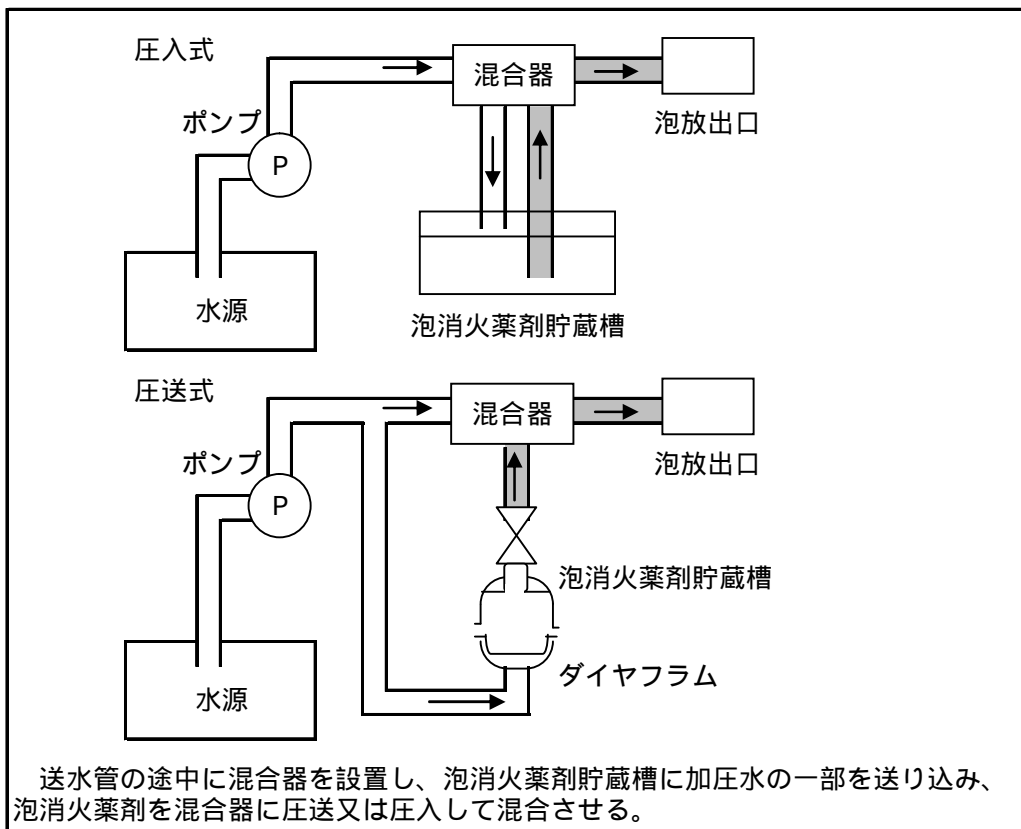 圧入式
混合器
泡放出口
ポンプ
P
水源
泡消火薬剤貯蔵槽
圧送式
混合器
泡放出口
ポンプ
P
泡消火薬剤貯蔵槽
ダイヤフラム
水源
送水管の途中に混合器を設置し、泡消火薬剤貯蔵槽に加圧水の一部を送り込み、
泡消火薬剤を混合器に圧送又は圧入して混合させる。